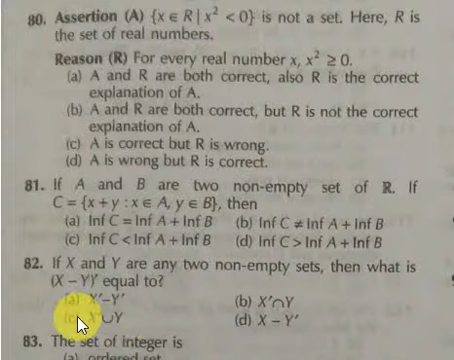 80. Assertion (A) {x ∈ R | x² < 0} is not a set. Here, R is
the set of real numbers.
Reason (R) For every real number x, x² ≥ 0.
(a) A and R are both correct, also R is the correct
explanation of A.
(b) A and R are both correct, but R is not the correct
explanation of A.
(c) A is correct but R is wrong.
(d) A is wrong but R is correct.
81. If A and B are two non-empty set of R. If
C = {x + y : x ∈ A, y ∈ B}, then
(a) Inf C = Inf A + Inf B (b) Inf C ≠ Inf A + Inf B
(c) Inf C < Inf A + Inf B (d) Inf C > Inf A + Inf B
82. If X and Y are any two non-empty sets, then what is
(X – Y)' equal to?
(a) X'–Y' (b) X'∩Y
(c) X'∪Y (d) X – Y'
83. The set of integer is
(a) ordered set